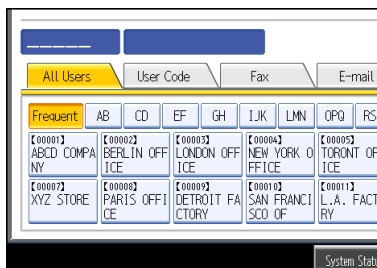 _____
All Users User Code Fax E-mail
Frequent AB CD EF GH IJK LMN OPQ RS
【00001】 【00002】 【00003】 【00004】 【00005】
ABCD COMPA BERLIN OFF LONDON OFF NEW YORK O TORONT OF
NY ICE ICE FFICE ICE
【00007】 【00008】 【00009】 【00010】 【00011】
XYZ STORE PARIS OFFI DETROIT FA SAN FRANCI L.A. FACT
CE CTORY SCO OF RY
System Statu